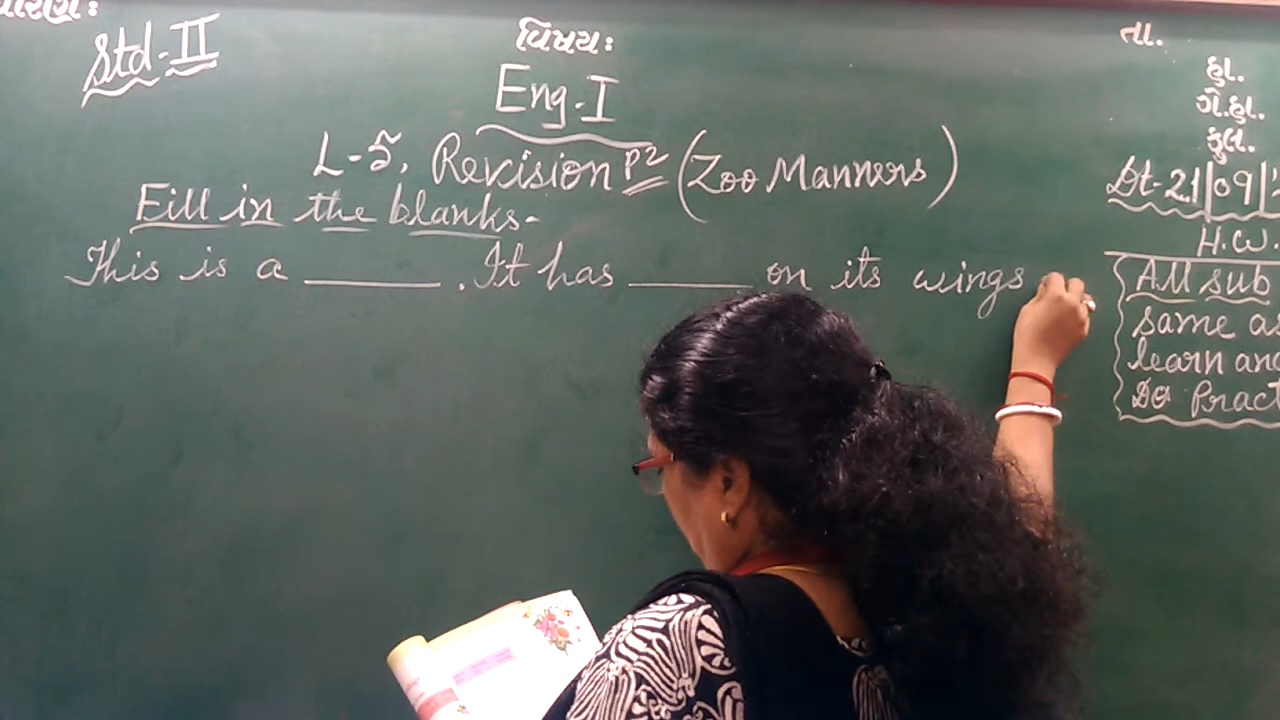 Std-II
વિષય:
Eng-I
L-5. Revision P2 (Zoo Manners)
Fill in the blanks-
This is a ______. It has ______ on its wings
તા.
હા.
ગે.હા.
કુલ.
Dt-21|09|
H.W.
All sub
same as
learn and
Do Pract